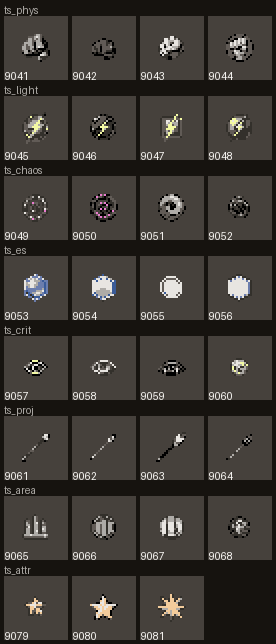 ts_phys
9041 9042 9043 9044
ts_light
9045 9046 9047 9048
ts_chaos
9049 9050 9051 9052
ts_es
9053 9054 9055 9056
ts_crit
9057 9058 9059 9060
ts_proj
9061 9062 9063 9064
ts_area
9065 9066 9067 9068
ts_attr
9079 9080 9081